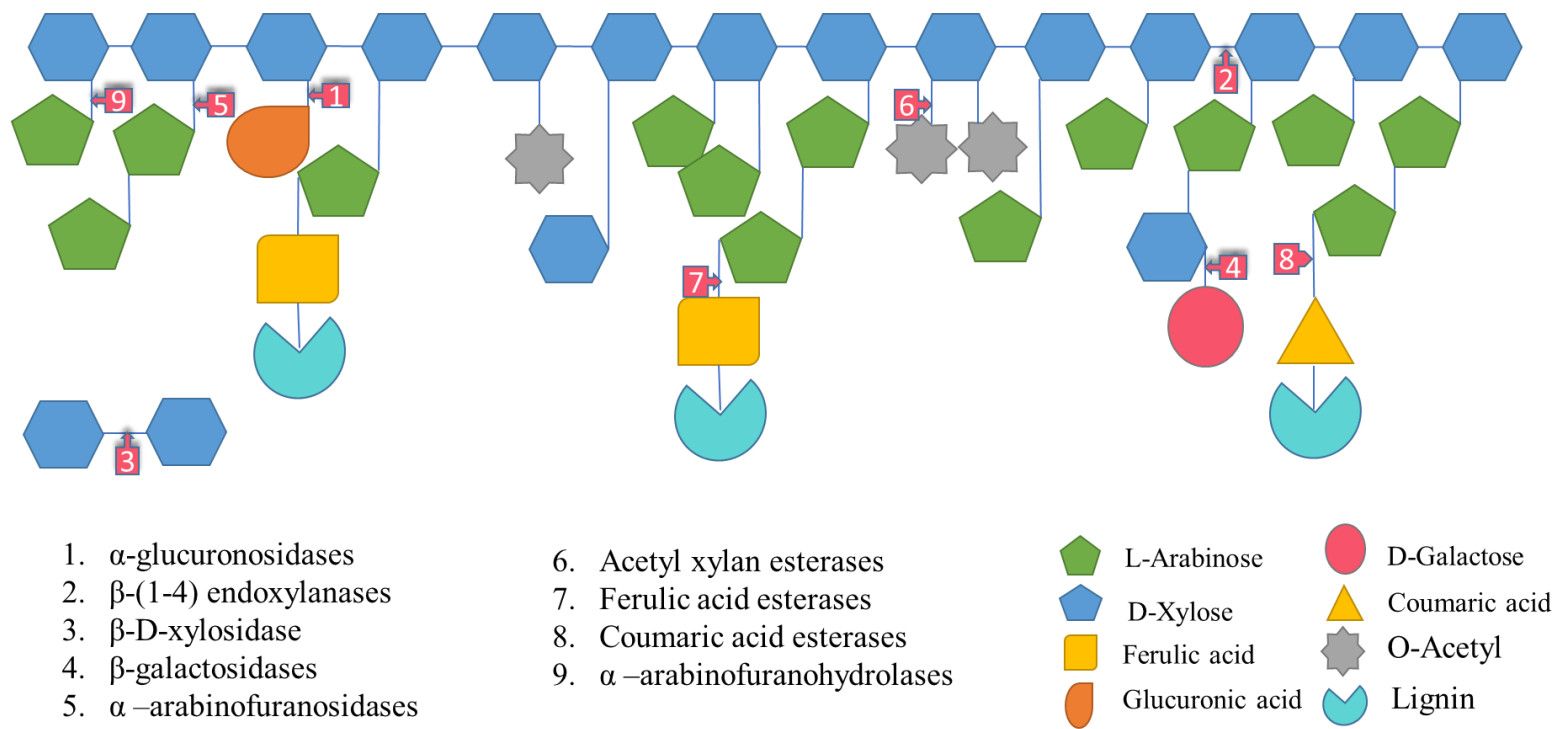 9
5
1
6
2
7
8
4
3
1. α-glucuronosidases
2. β-(1-4) endoxylanases
3. β-D-xylosidase
4. β-galactosidases
5. α –arabinofuranosidases
6. Acetyl xylan esterases
7. Ferulic acid esterases
8. Coumaric acid esterases
9. α –arabinofuranohydrolases
L-Arabinose
D-Xylose
Ferulic acid
Glucuronic acid
D-Galactose
Coumaric acid
O-Acetyl
Lignin